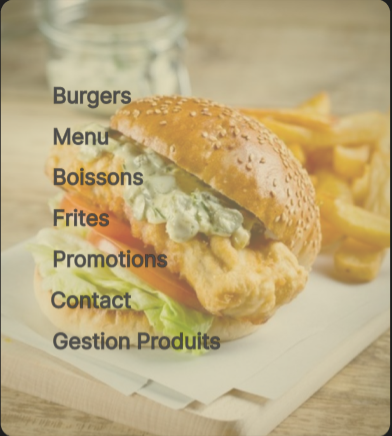 Burgers
Menu
Boissons
Frites
Promotions
Contact
Gestion Produits